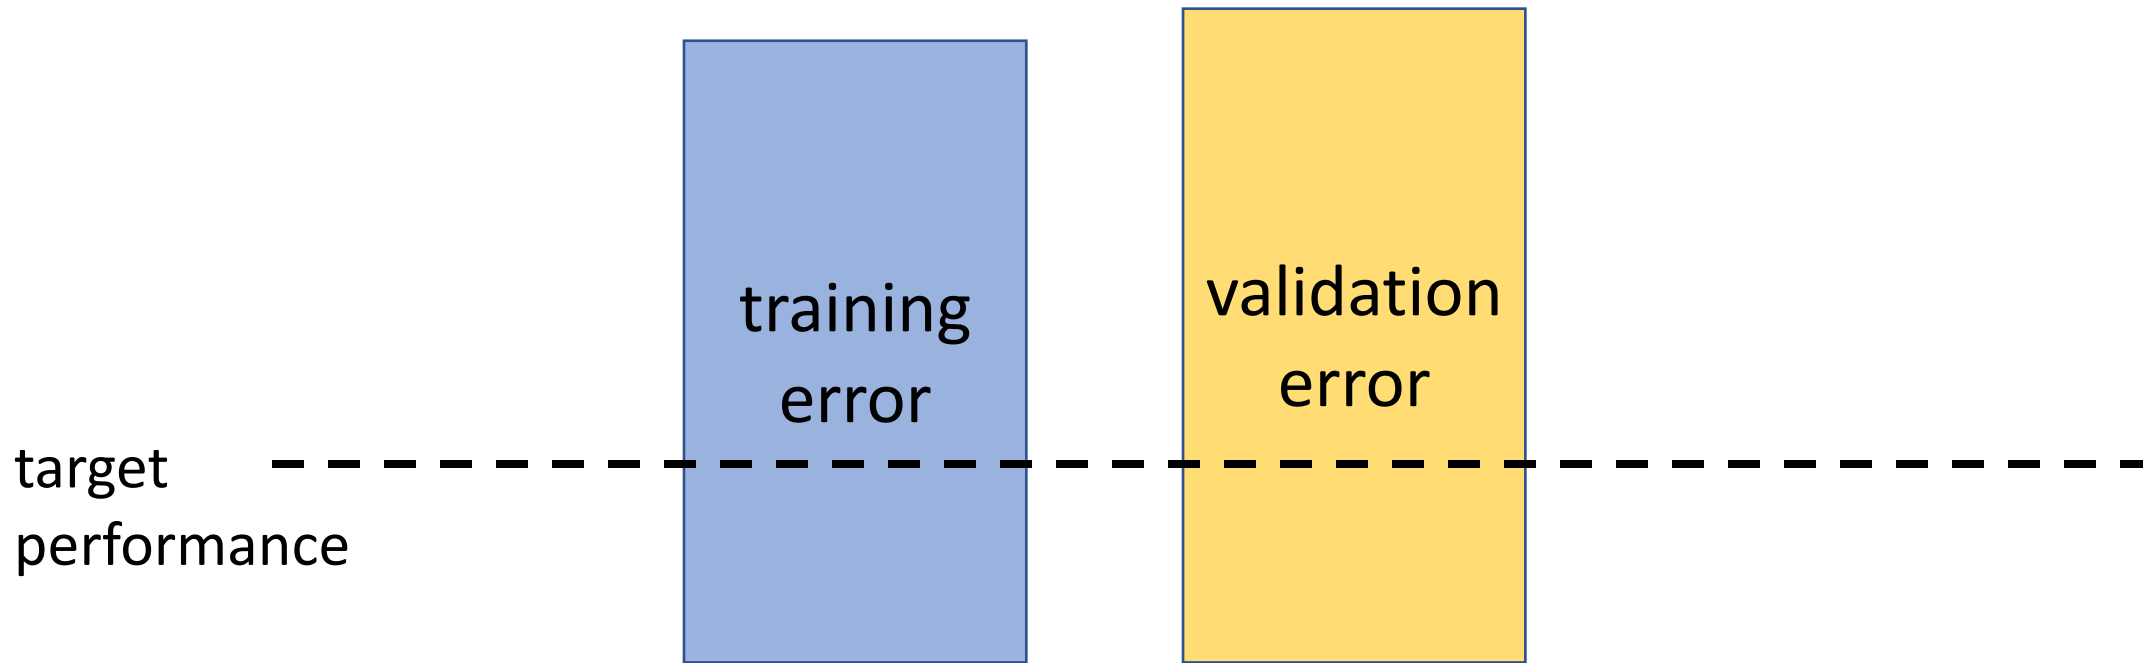 training
error
validation
error
target
performance